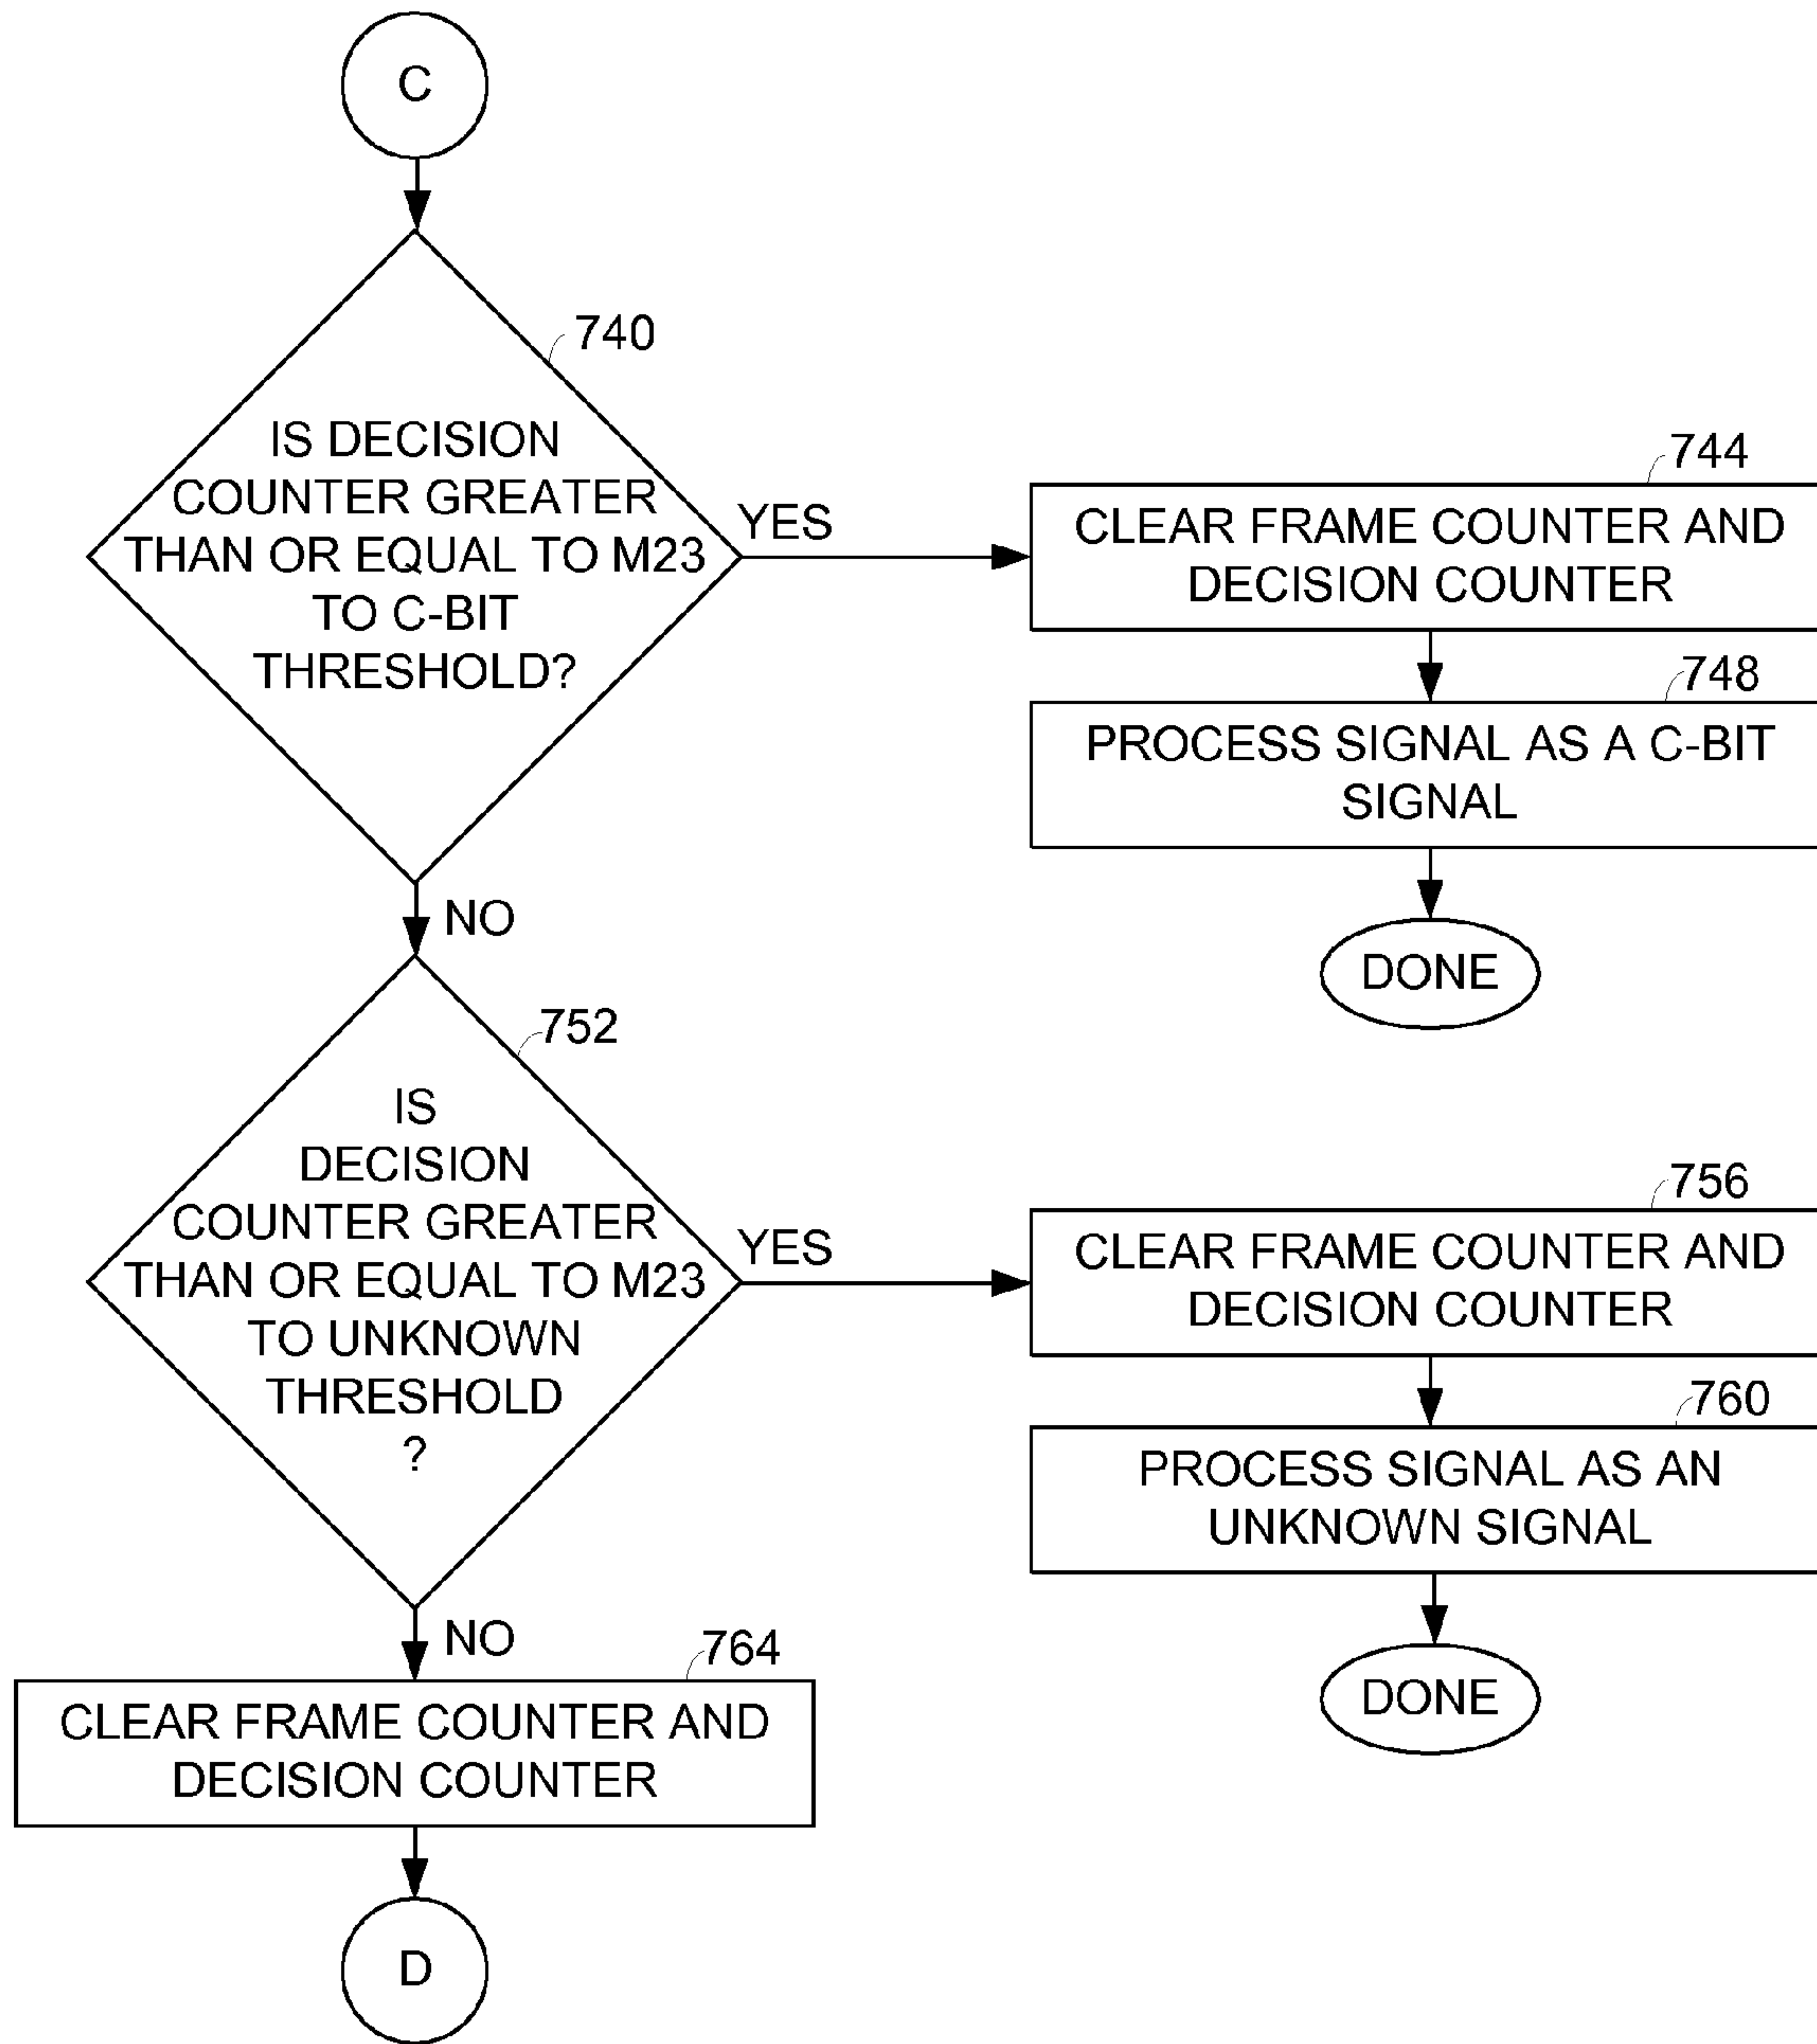 C
740
IS DECISION
COUNTER GREATER
THAN OR EQUAL TO M23
TO C-BIT
THRESHOLD?
YES
744
CLEAR FRAME COUNTER AND
DECISION COUNTER
748
PROCESS SIGNAL AS A C-BIT
SIGNAL
DONE
NO
752
IS
DECISION
COUNTER GREATER
THAN OR EQUAL TO M23
TO UNKNOWN
THRESHOLD
?
YES
756
CLEAR FRAME COUNTER AND
DECISION COUNTER
760
PROCESS SIGNAL AS AN
UNKNOWN SIGNAL
DONE
NO
764
CLEAR FRAME COUNTER AND
DECISION COUNTER
D